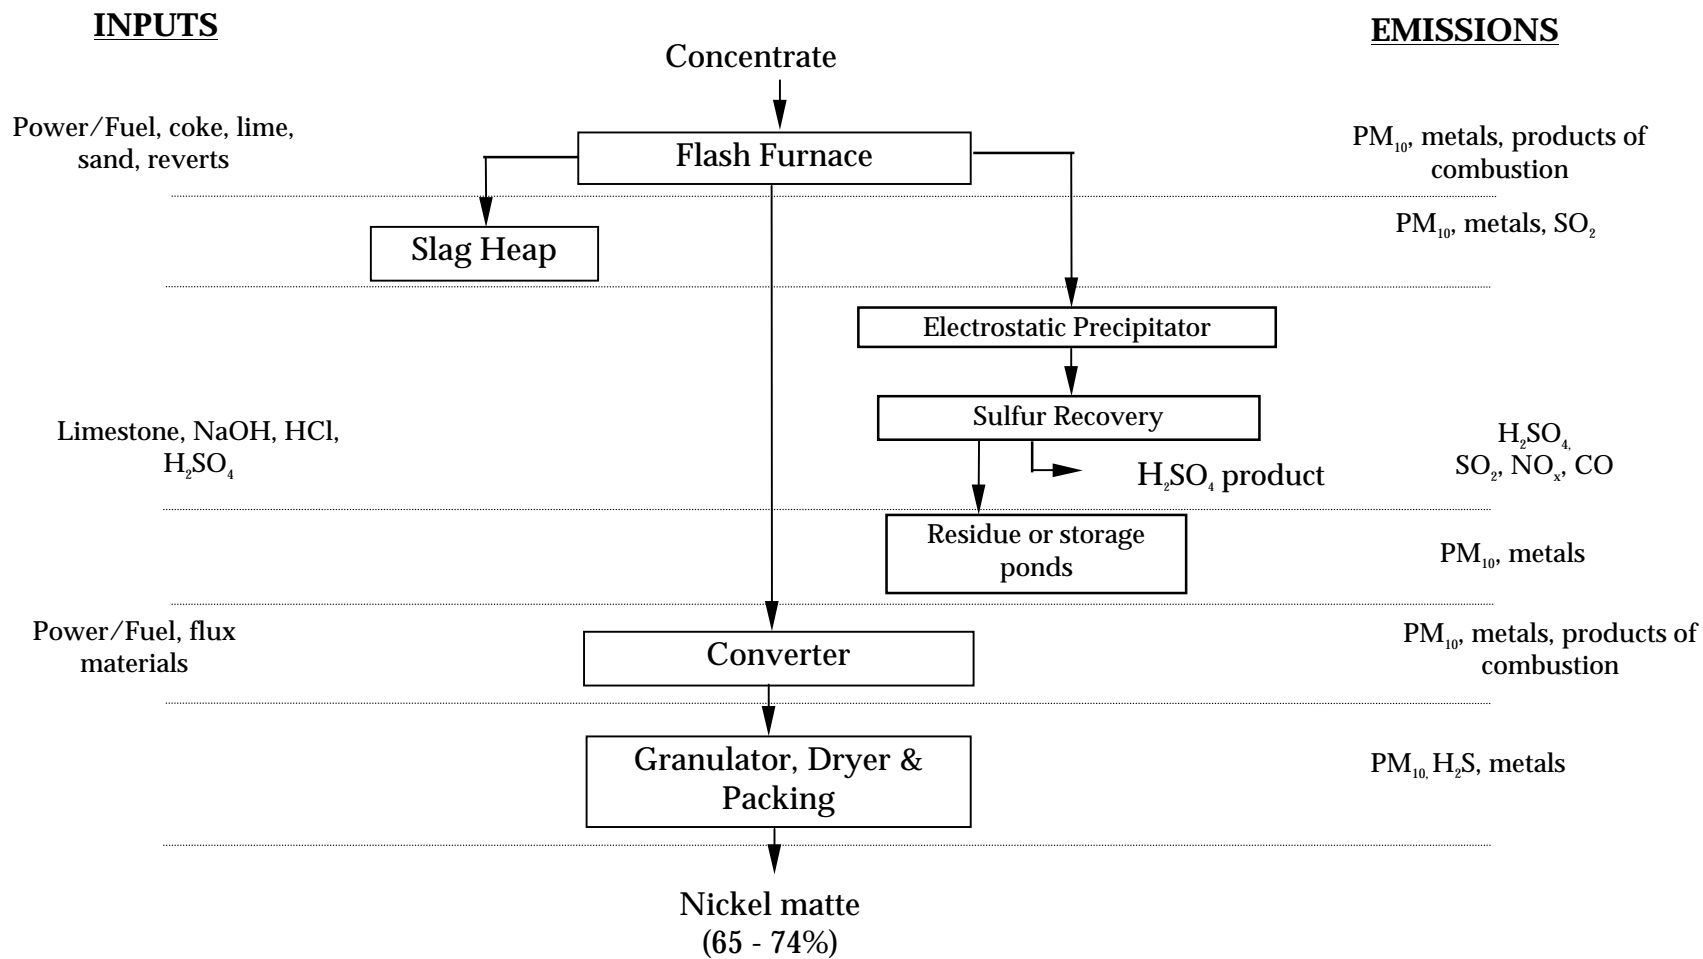 INPUTS
EMISSIONS
Concentrate
Power/Fuel, coke, lime,
sand, reverts
Flash Furnace
PM₁₀, metals, products of
combustion
Slag Heap
PM₁₀, metals, SO₂
Electrostatic Precipitator
Sulfur Recovery
Limestone, NaOH, HCl,
H₂SO₄
H₂SO₄ product
H₂SO₄,
SO₂, NOₓ, CO
Residue or storage
ponds
PM₁₀, metals
Power/Fuel, flux
materials
Converter
PM₁₀, metals, products of
combustion
Granulator, Dryer &
Packing
PM₁₀, H₂S, metals
Nickel matte
(65 - 74%)